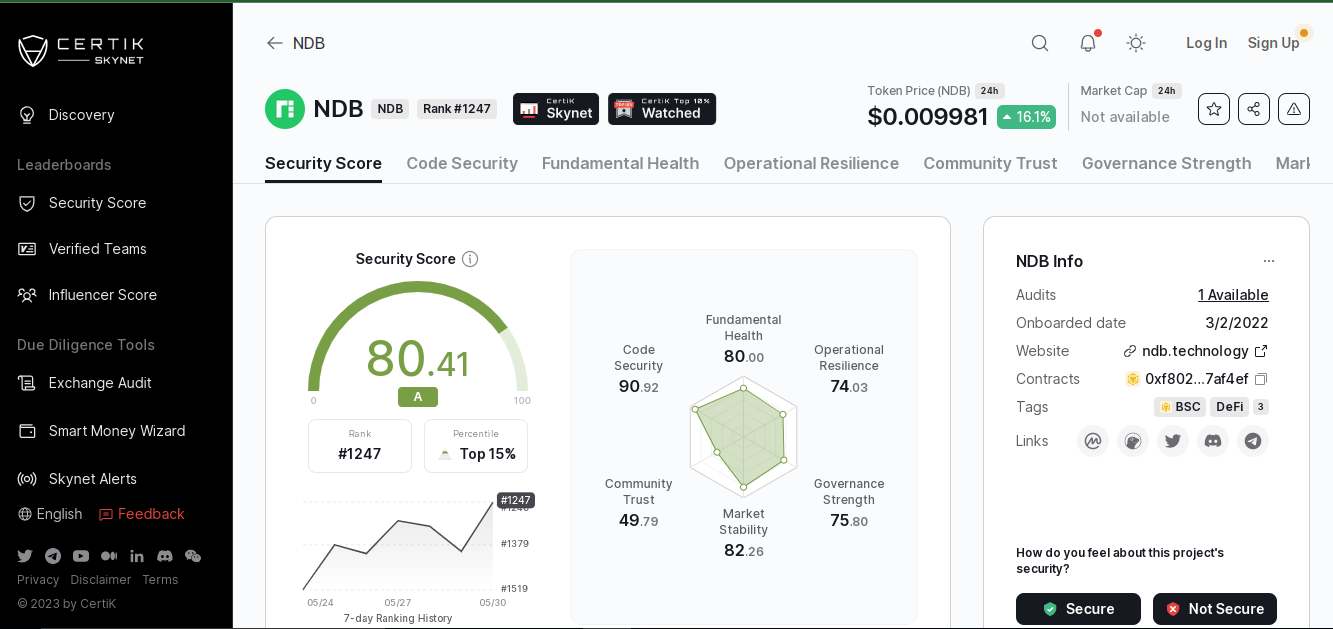 CERTIK
SKYNET
Discovery
Leaderboards
Security Score
Verified Teams
Influencer Score
Due Diligence Tools
Exchange Audit
Smart Money Wizard
Skynet Alerts
English Feedback
Privacy Disclaimer Terms
© 2023 by CertiK
NDB
Log In Sign Up
NDB NDB Rank #1247
CertiK
Skynet
CertiK Top 10%
Watched
Token Price (NDB) 24h
$0.009981 16.1%
Market Cap 24h
Not available
Security Score Code Security Fundamental Health Operational Resilience Community Trust Governance Strength Mark
Security Score
80.41
A
0 100
Rank
#1247
Percentile
Top 15%
#1247
#1379
#1519
05/24 05/27 05/30
7-day Ranking History
Fundamental
Health
80.00
Code
Security
90.92
Operational
Resilience
74.03
Community
Trust
49.79
Governance
Strength
75.80
Market
Stability
82.26
NDB Info ...
Audits 1 Available
Onboarded date 3/2/2022
Website ndb.technology
Contracts 0xf802...7af4ef
Tags BSC DeFi 3
Links
How do you feel about this project's
security?
Secure Not Secure